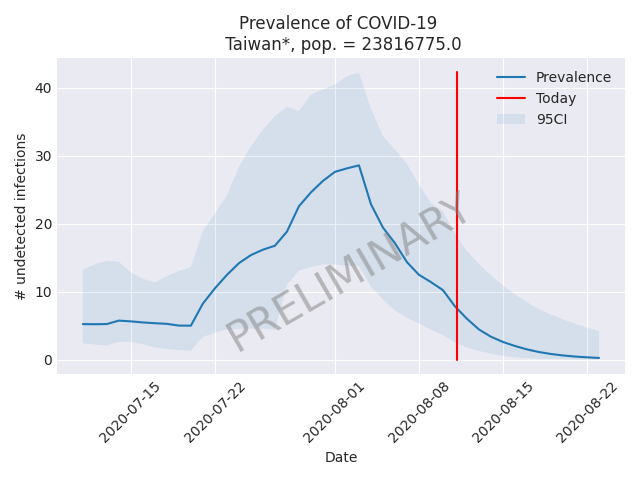 Prevalence of COVID-19
Taiwan*, pop. = 23816775.0
# undetected infections
40
30
20
10
0
Prevalence
Today
95CI
PRELIMINARY
2020-07-15
2020-07-22
2020-08-01
2020-08-08
2020-08-15
2020-08-22
Date